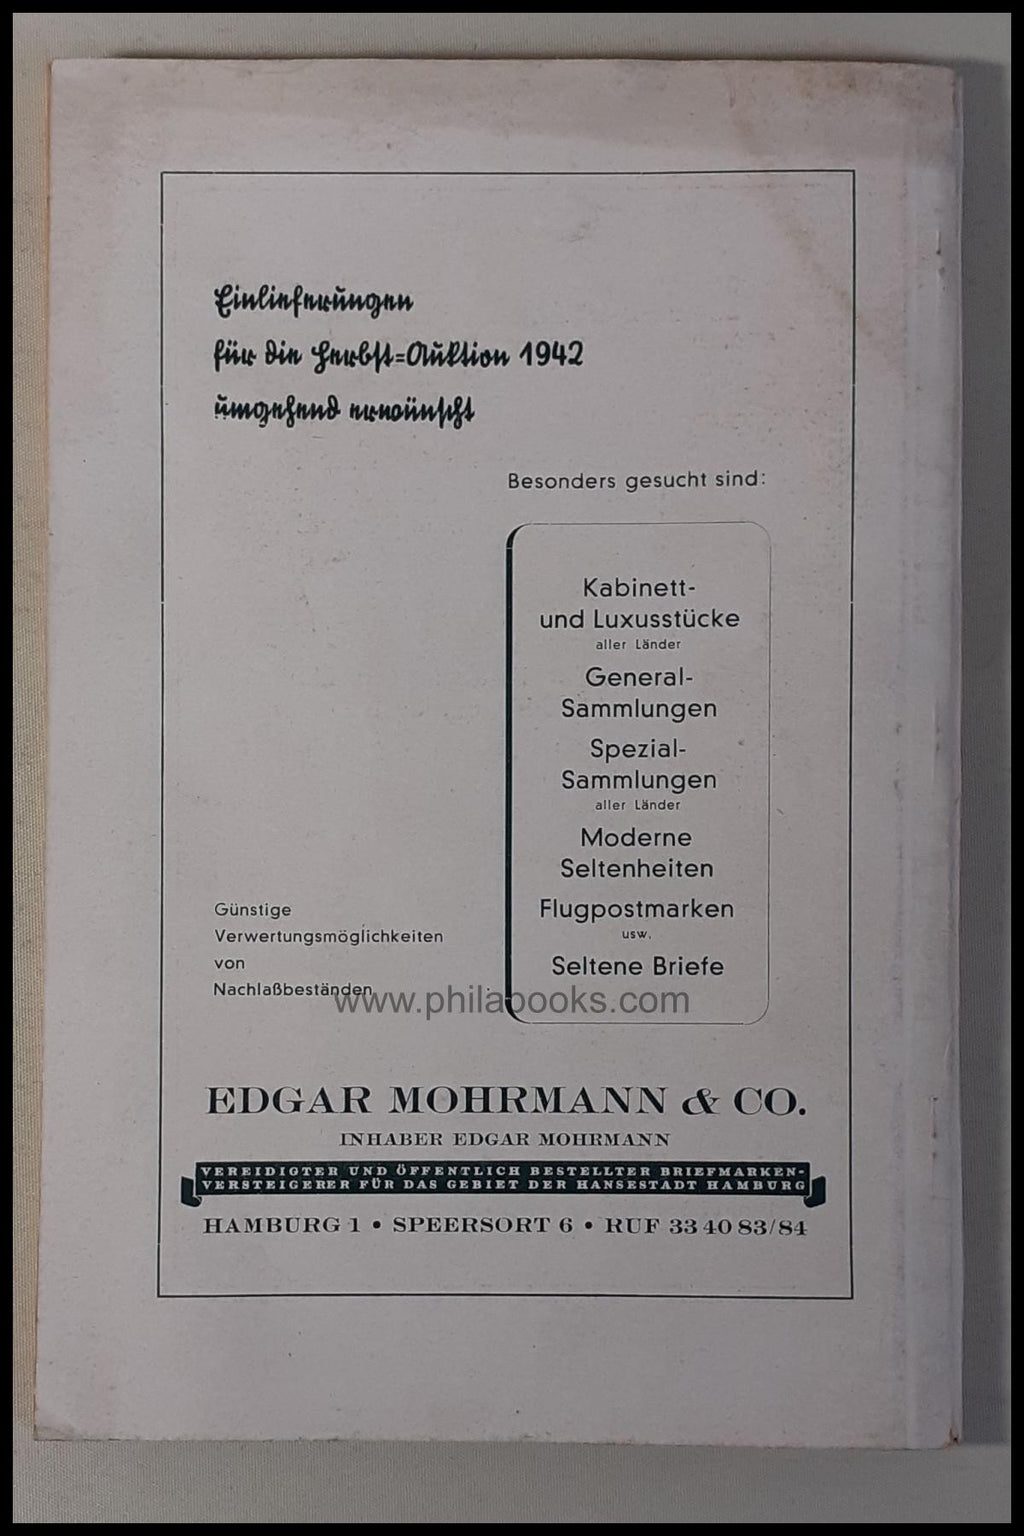 Einlieferungen
für die Herbst=Auktion 1942
umgehend erwünscht
Besonders gesucht sind:
Kabinett-
und Luxusstücke
aller Länder
General-
Sammlungen
Spezial-
Sammlungen
aller Länder
Moderne
Seltenheiten
Flugpostmarken
usw.
Seltene Briefe
Günstige
Verwertungsmöglichkeiten
von
Nachlaßbeständen
www.philabooks.com
EDGAR MOHRMANN & CO.
INHABER EDGAR MOHRMANN
VEREIDIGTER UND ÖFFENTLICH BESTELLTER BRIEFMARKEN-
VERSTEIGERER FÜR DAS GEBIET DER HANSESTADT HAMBURG
HAMBURG 1 • SPEERSORT 6 • RUF 33 40 83/84